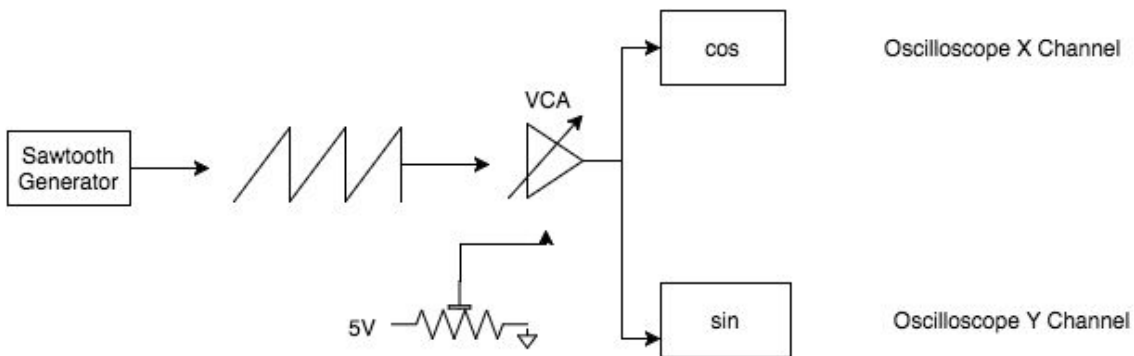 cos
Oscilloscope X Channel
VCA
Sawtooth
Generator
5V
sin
Oscilloscope Y Channel